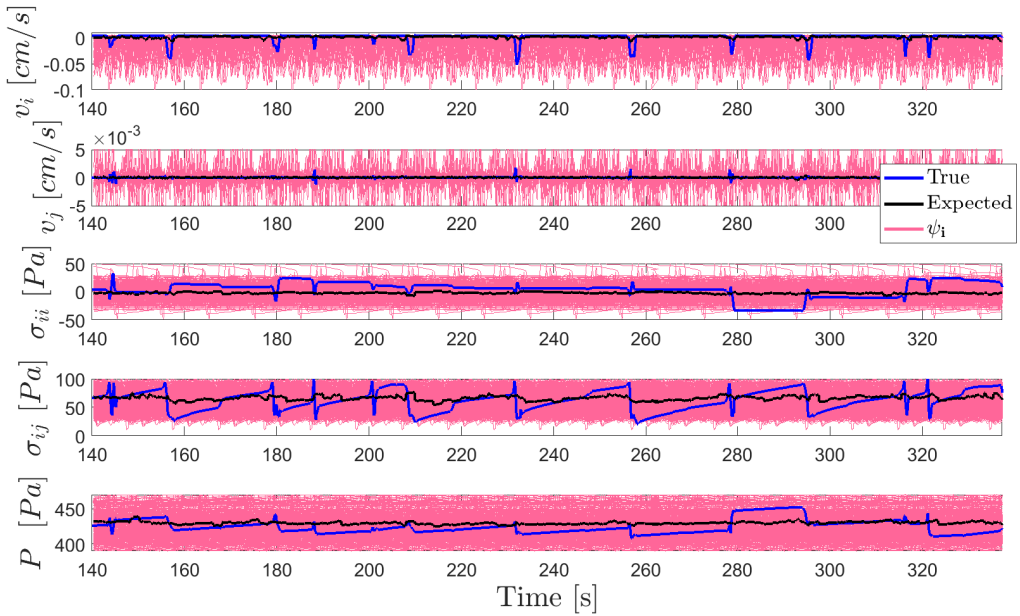 v_i [cm/s]
0
-0.05
-0.1
140 160 180 200 220 240 260 280 300 320
×10^-3
v_j [cm/s]
5
0
-5
140 160 180 200 220 240 260 280 300 320
True
Expected
ψ_i
σ_ii [Pa]
50
0
-50
140 160 180 200 220 240 260 280 300 320
σ_ij [Pa]
100
50
0
140 160 180 200 220 240 260 280 300 320
P [Pa]
450
400
140 160 180 200 220 240 260 280 300 320
Time [s]